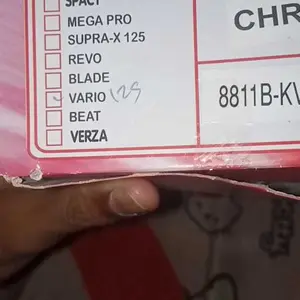 SPACY
MEGA PRO
SUPRA-X 125
REVO
BLADE
VARIO 125
BEAT
VERZA
CHR
8811B-KV